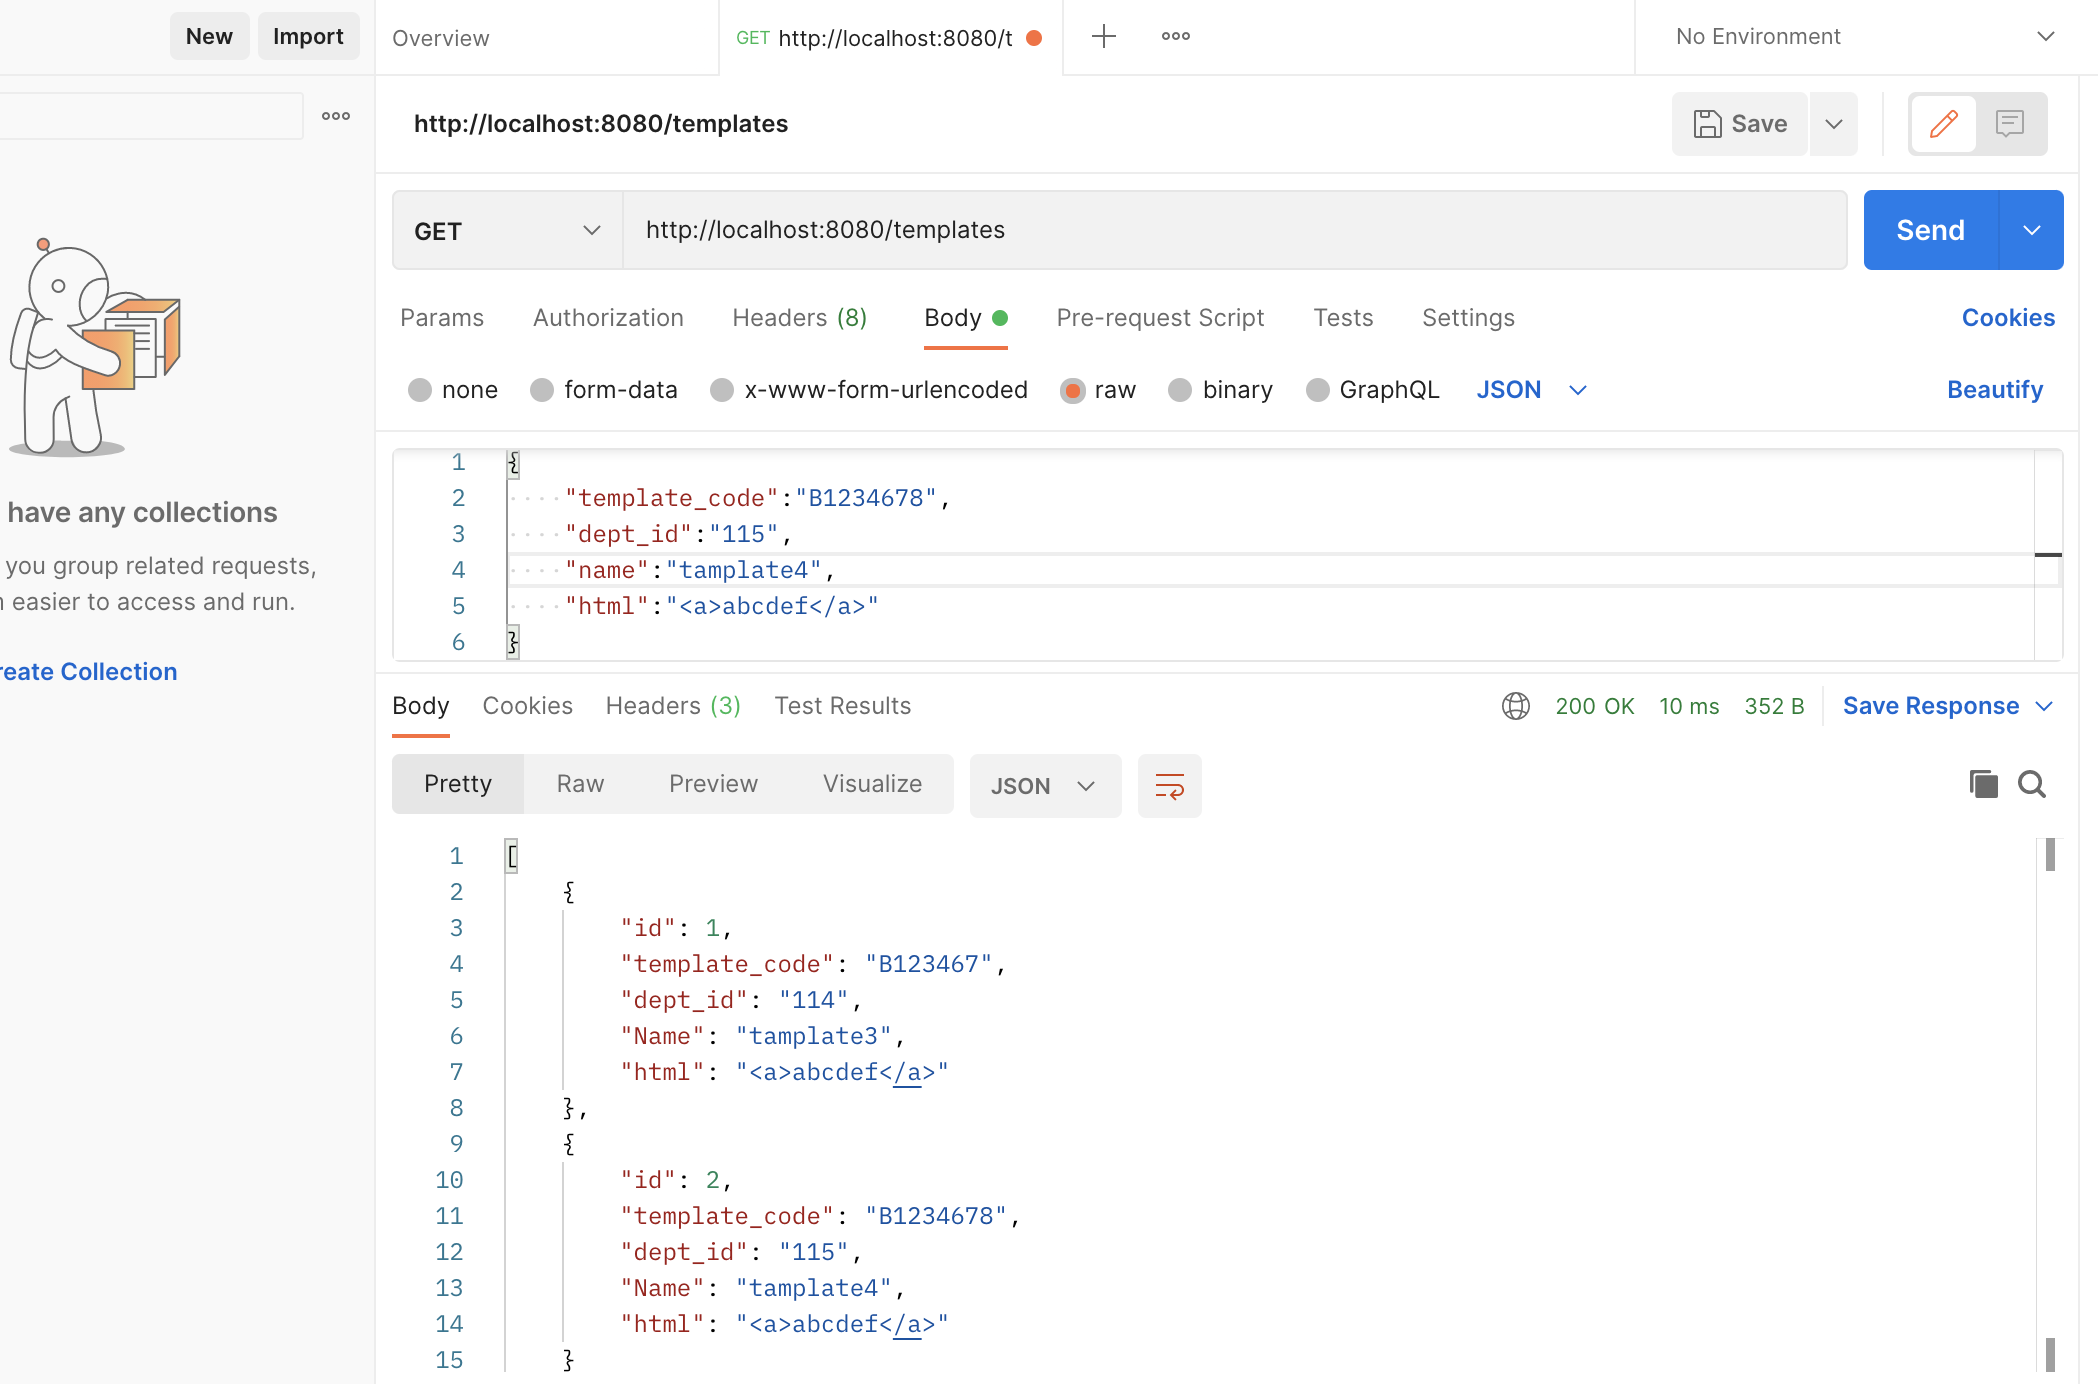 New
Import
Overview
GET http://localhost:8080/t
No Environment
http://localhost:8080/templates
Save
GET
http://localhost:8080/templates
Send
Params
Authorization
Headers (8)
Body
Pre-request Script
Tests
Settings
Cookies
none
form-data
x-www-form-urlencoded
raw
binary
GraphQL
JSON
Beautify
have any collections
you group related requests,
easier to access and run.
reate Collection
1 {
2 "template_code":"B1234678",
3 "dept_id":"115",
4 "name":"tamplate4",
5 "html":"<a>abcdef</a>"
6 }
Body
Cookies
Headers (3)
Test Results
200 OK
10 ms
352 B
Save Response
Pretty
Raw
Preview
Visualize
JSON
1 [
2 {
3 "id": 1,
4 "template_code": "B123467",
5 "dept_id": "114",
6 "Name": "tamplate3",
7 "html": "<a>abcdef</a>"
8 },
9 {
10 "id": 2,
11 "template_code": "B1234678",
12 "dept_id": "115",
13 "Name": "tamplate4",
14 "html": "<a>abcdef</a>"
15 }